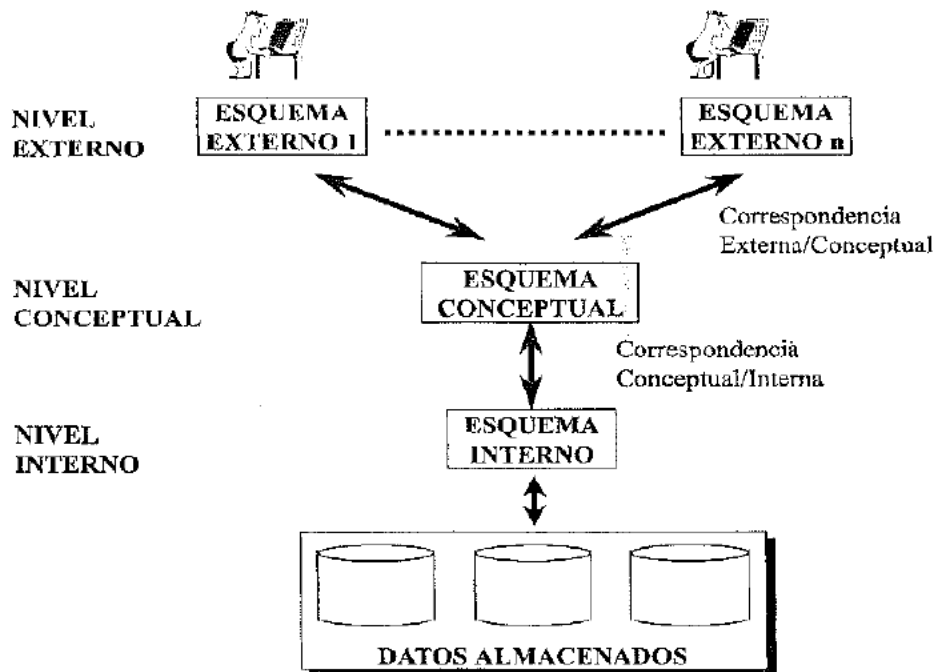 NIVEL
EXTERNO
ESQUEMA
EXTERNO 1
ESQUEMA
EXTERNO n
Correspondencia
Externa/Conceptual
NIVEL
CONCEPTUAL
ESQUEMA
CONCEPTUAL
Correspondencia
Conceptual/Interna
NIVEL
INTERNO
ESQUEMA
INTERNO
DATOS ALMACENADOS